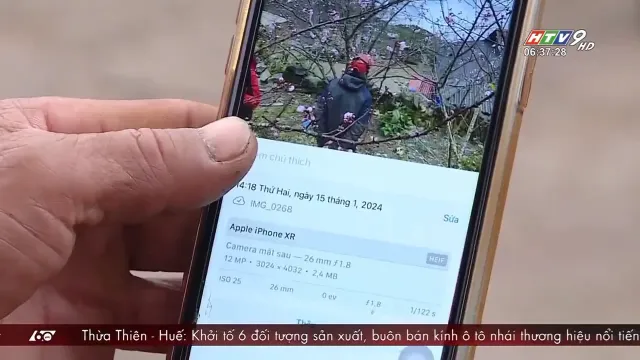 HTV9 HD
06:37:28
m chú thích
14:18 Thứ Hai, ngày 15 tháng 1, 2024
IMG_0268
Sửa
Apple iPhone XR
HEIF
Camera mặt sau — 26 mm ƒ1.8
12 MP • 3024 × 4032 • 2,4 MB
ISO 25
26 mm
0 ev
ƒ1.8
1/122 s
60
Thừa Thiên - Huế: Khởi tố 6 đối tượng sản xuất, buôn bán kính ô tô nhái thương hiệu nổi tiến